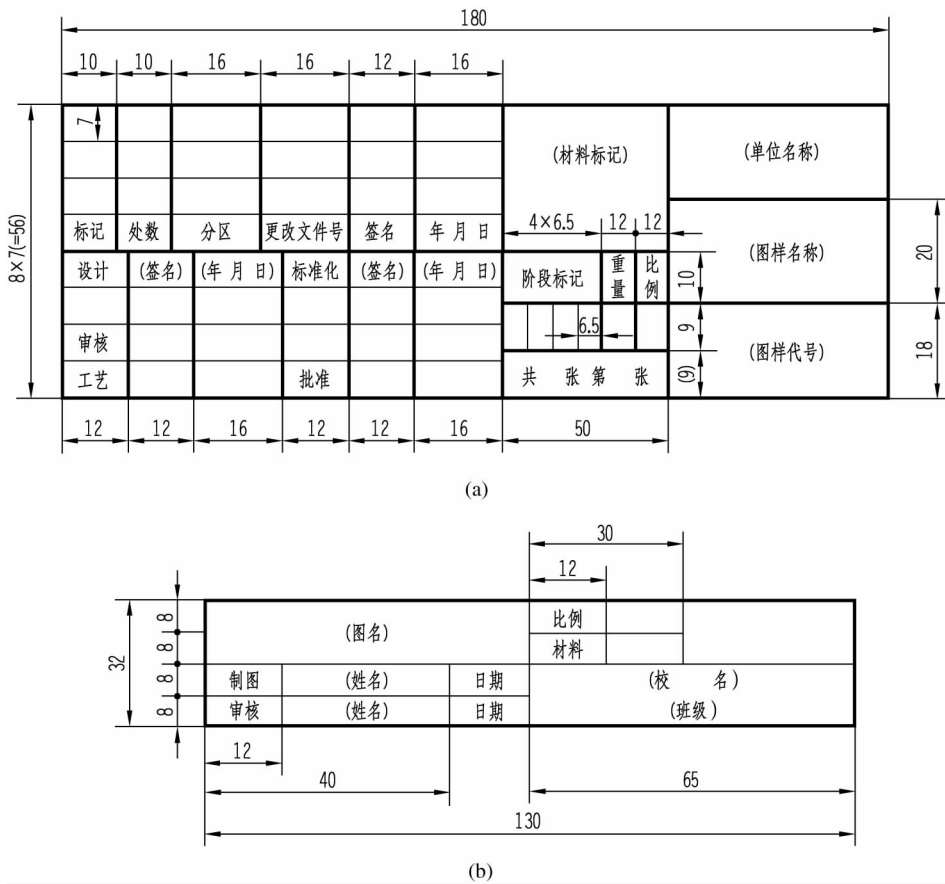 180
10 10 16 16 12 16
7
(材料标记) (单位名称)
8×7(=56)
标记 处数 分区 更改文件号 签名 年 月 日 4×6.5 12 12
设计 (签名) (年 月 日) 标准化 (签名) (年 月 日) 阶段标记 重量 比例 10 (图样名称) 20
6.5 9
审核
(图样代号) 18
工艺 批准 共 张 第 张 (9)
12 12 16 12 12 16 50
(a)
30
12
8 (图名) 比例
8 材料
32
8 制图 (姓名) 日期 (校 名)
8 审核 (姓名) 日期 (班级)
12
40 65
130
(b)